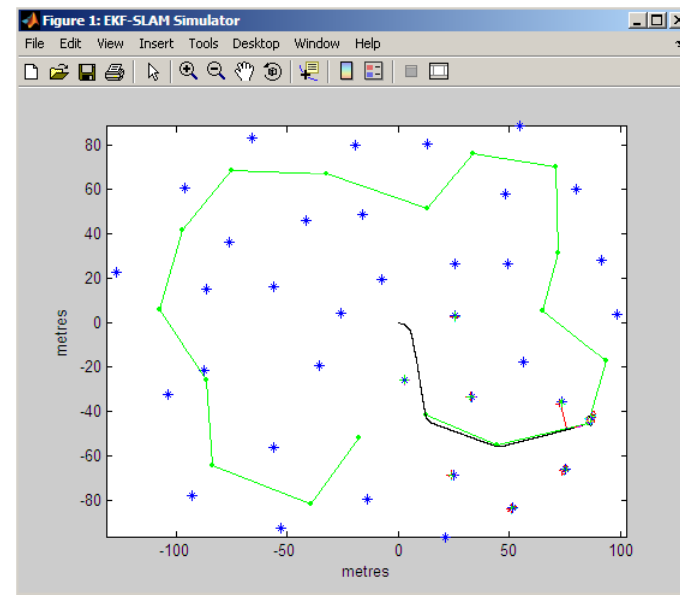 Figure 1: EKF-SLAM Simulator
File Edit View Insert Tools Desktop Window Help
80
60
40
20
0
-20
-40
-60
-80
metres
-100 -50 0 50 100
metres